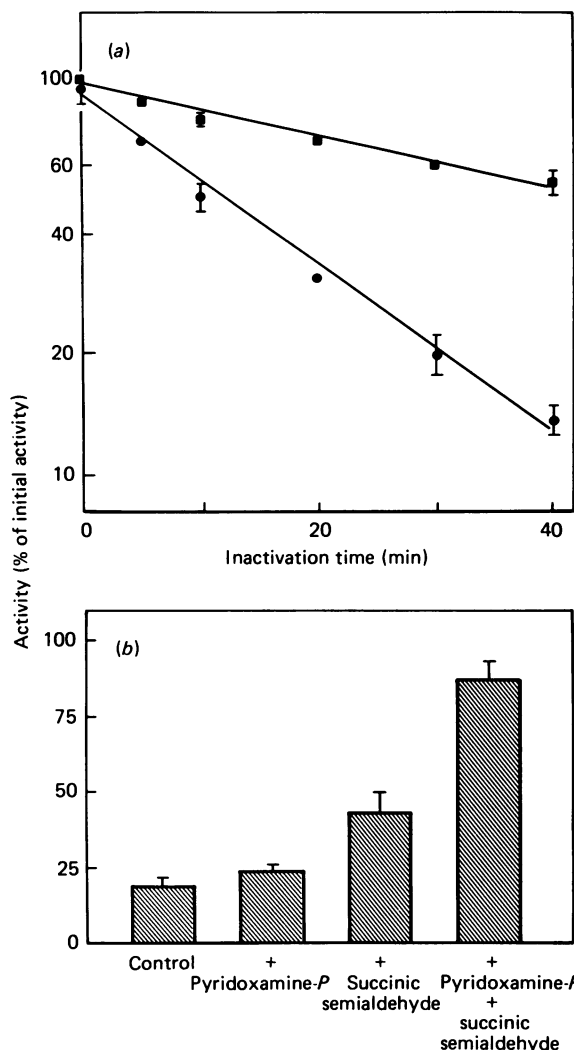 (a)
100
60
40
20
10
0 20 40
Inactivation time (min)
Activity (% of initial activity)
(b)
100
75
50
25
0
Control + + +
Pyridoxamine-P Succinic Pyridoxamine-P
semialdehyde +
succinic
semialdehyde